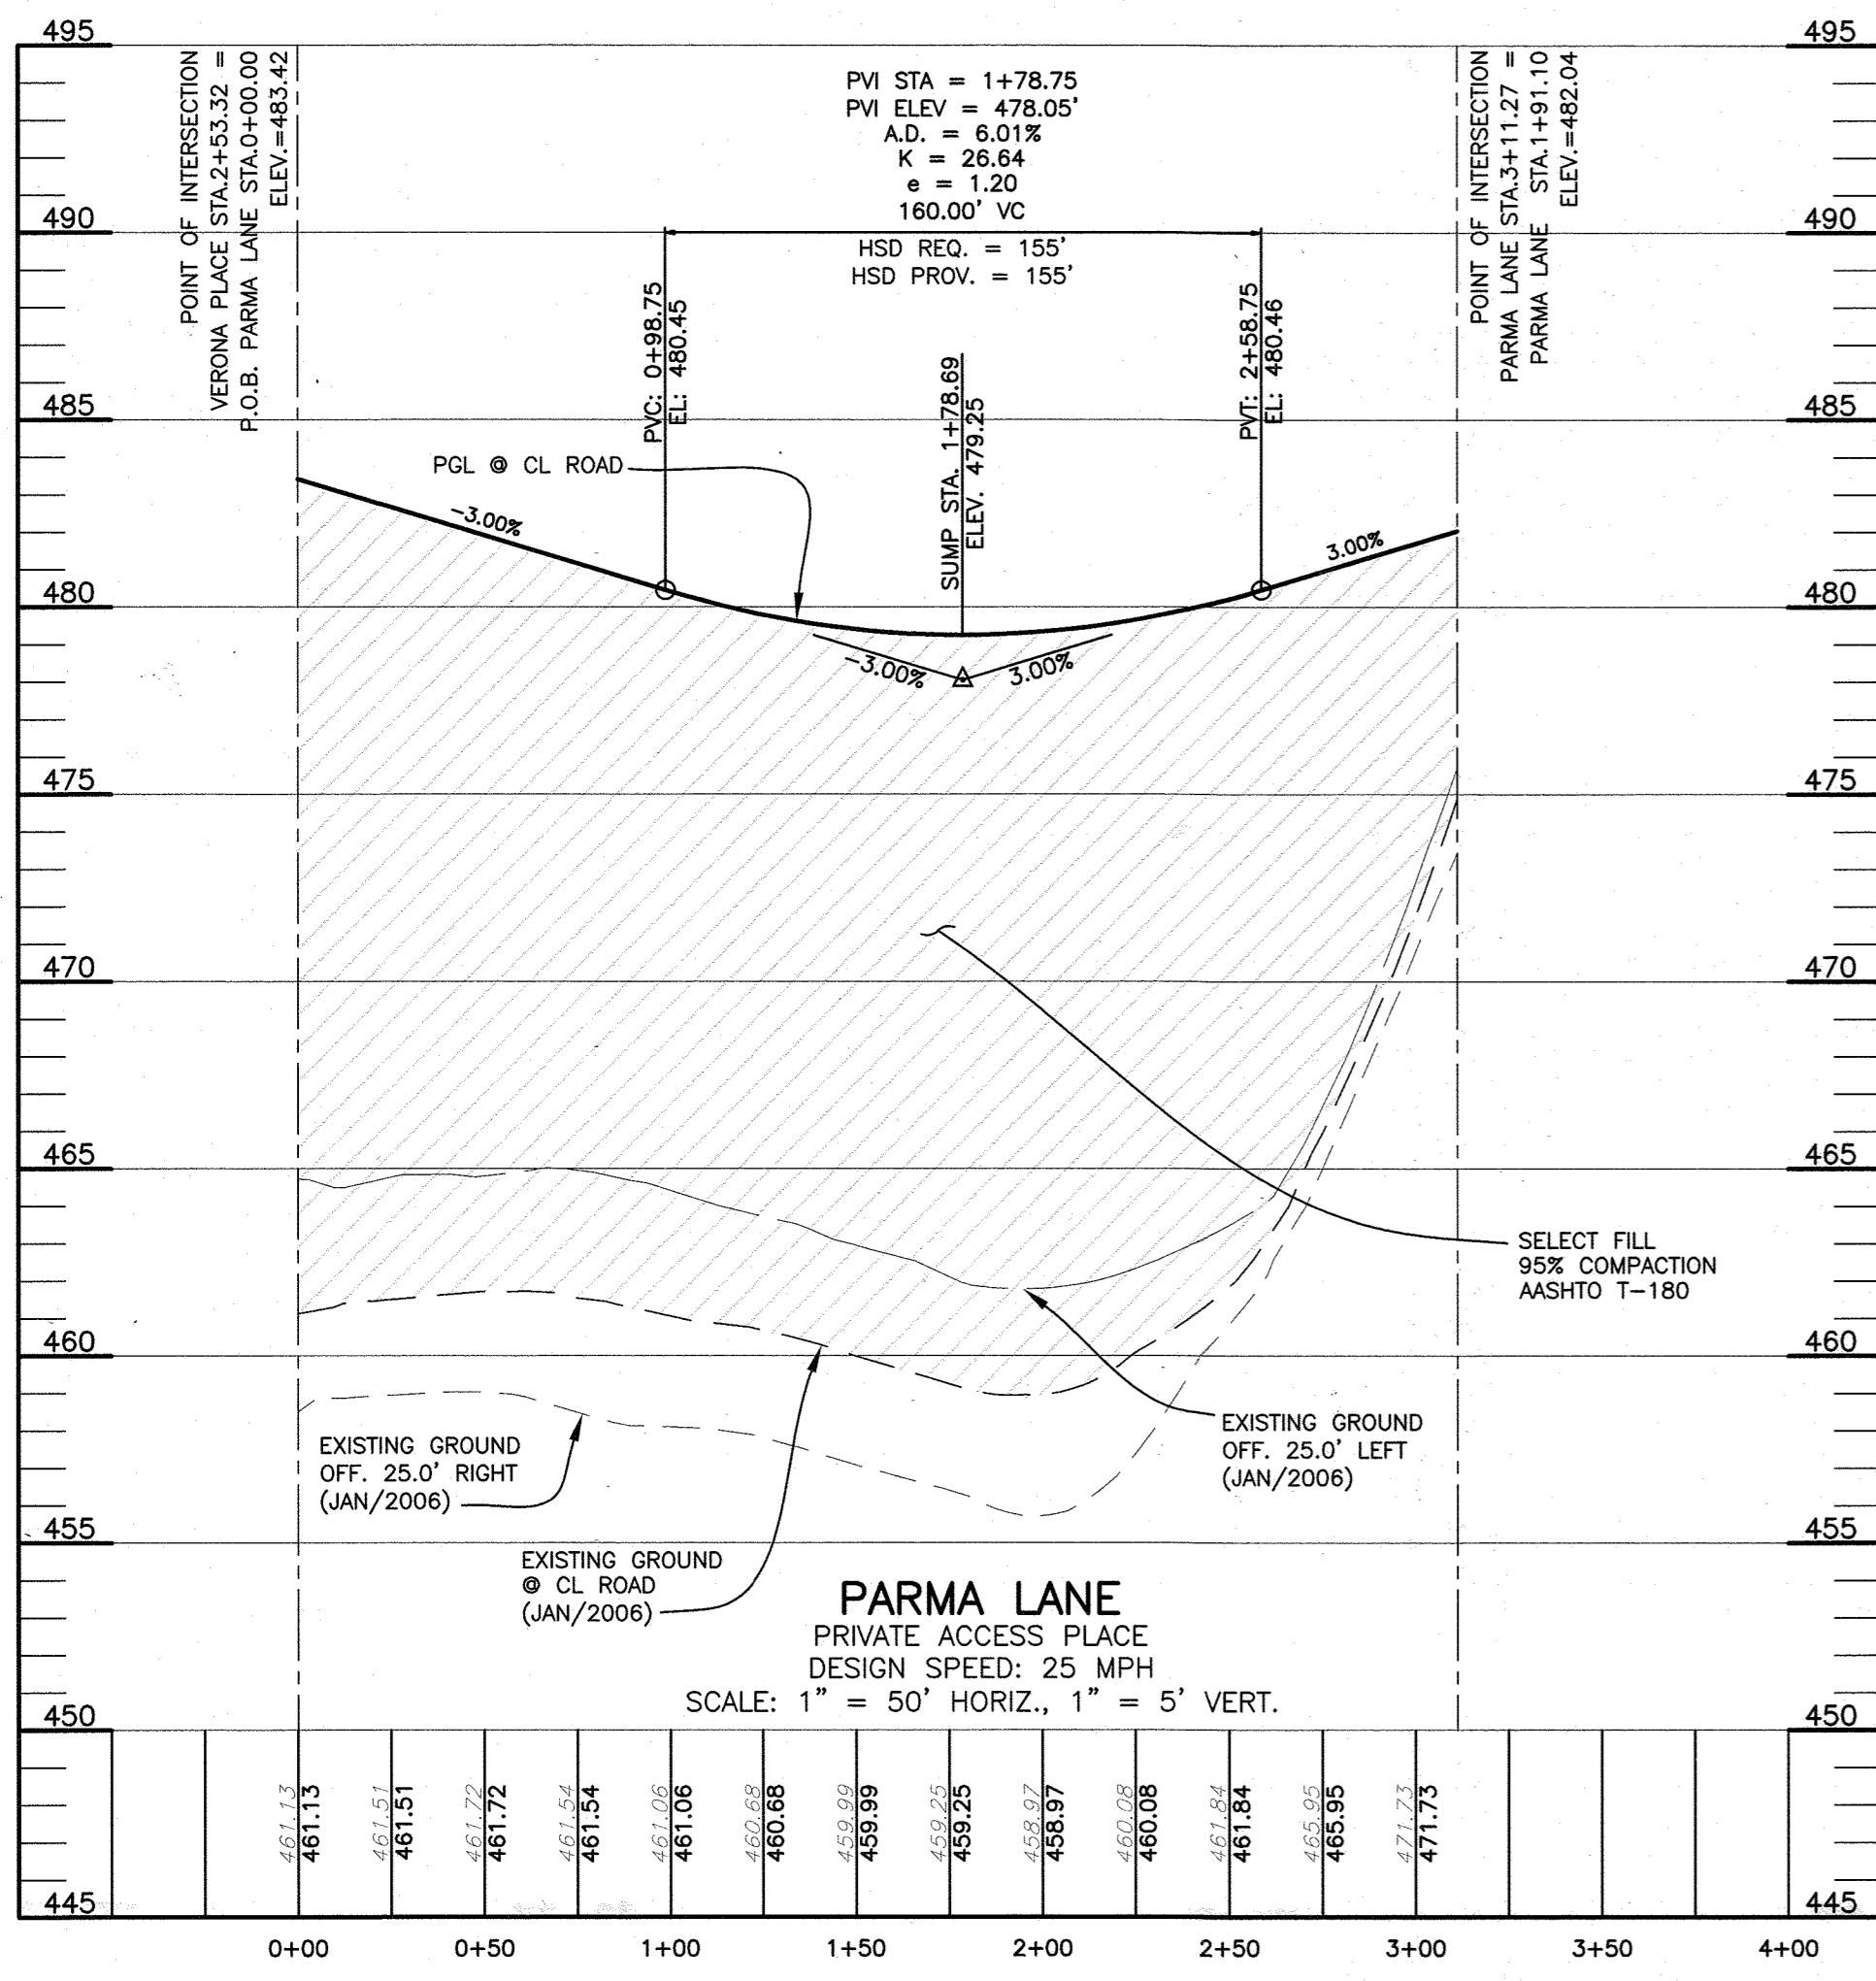 495
495
POINT OF INTERSECTION
VERONA PLACE STA.2+53.32 =
P.O.B. PARMA LANE STA.0+00.00
ELEV.=483.42
PVI STA = 1+78.75
PVI ELEV = 478.05'
A.D. = 6.01%
K = 26.64
e = 1.20
160.00' VC
HSD REQ. = 155'
HSD PROV. = 155'
POINT OF INTERSECTION
PARMA LANE STA.3+11.27 =
PARMA LANE STA.1+91.10
ELEV.=482.04
490
490
PVC: 0+98.75
EL: 480.45
SUMP STA. 1+78.69
ELEV. 479.25
PVT: 2+58.75
EL: 480.46
485
485
PGL @ CL ROAD
-3.00%
3.00%
480
480
-3.00%
3.00%
475
475
470
470
465
465
SELECT FILL
95% COMPACTION
AASHTO T-180
460
460
EXISTING GROUND
OFF. 25.0' RIGHT
(JAN/2006)
EXISTING GROUND
OFF. 25.0' LEFT
(JAN/2006)
455
455
EXISTING GROUND
@ CL ROAD
(JAN/2006)
PARMA LANE
PRIVATE ACCESS PLACE
DESIGN SPEED: 25 MPH
SCALE: 1" = 50' HORIZ., 1" = 5' VERT.
450
450
461.13
461.13
461.51
461.51
461.72
461.72
461.54
461.54
461.06
461.06
460.68
460.68
459.99
459.99
459.25
459.25
458.97
458.97
460.08
460.08
461.84
461.84
465.95
465.95
471.73
471.73
445
445
0+00 0+50 1+00 1+50 2+00 2+50 3+00 3+50 4+00